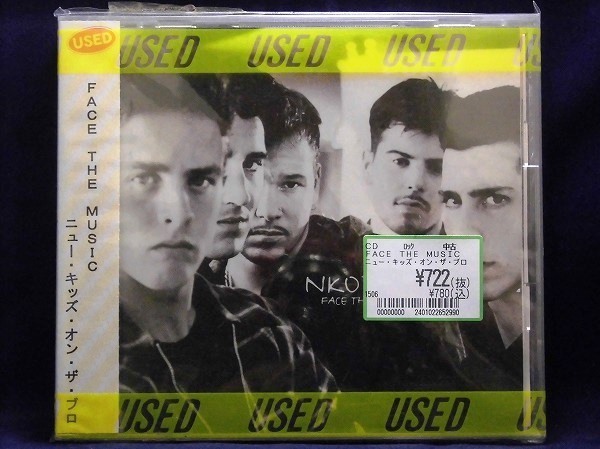 USED
USED USED USED USED U
FACE THE MUSIC
ニュー・キッズ・オン・ザ・ブロ
NKO
FACE TH
CD ロック 中古
FACE THE MUSIC
ニュー・キッズ・オン・ザ・ブロ
¥722(抜)
1506 ¥780(込)
00000000 2401022652990
USED USED USED U